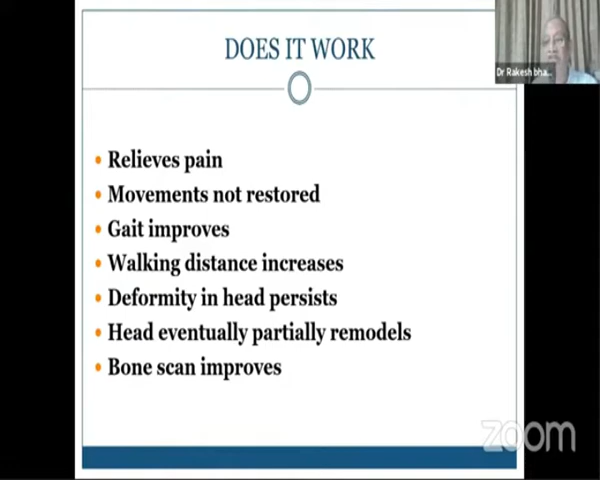 DOES IT WORK
Dr Rakesh bha...
• Relieves pain
• Movements not restored
• Gait improves
• Walking distance increases
• Deformity in head persists
• Head eventually partially remodels
• Bone scan improves
zoom